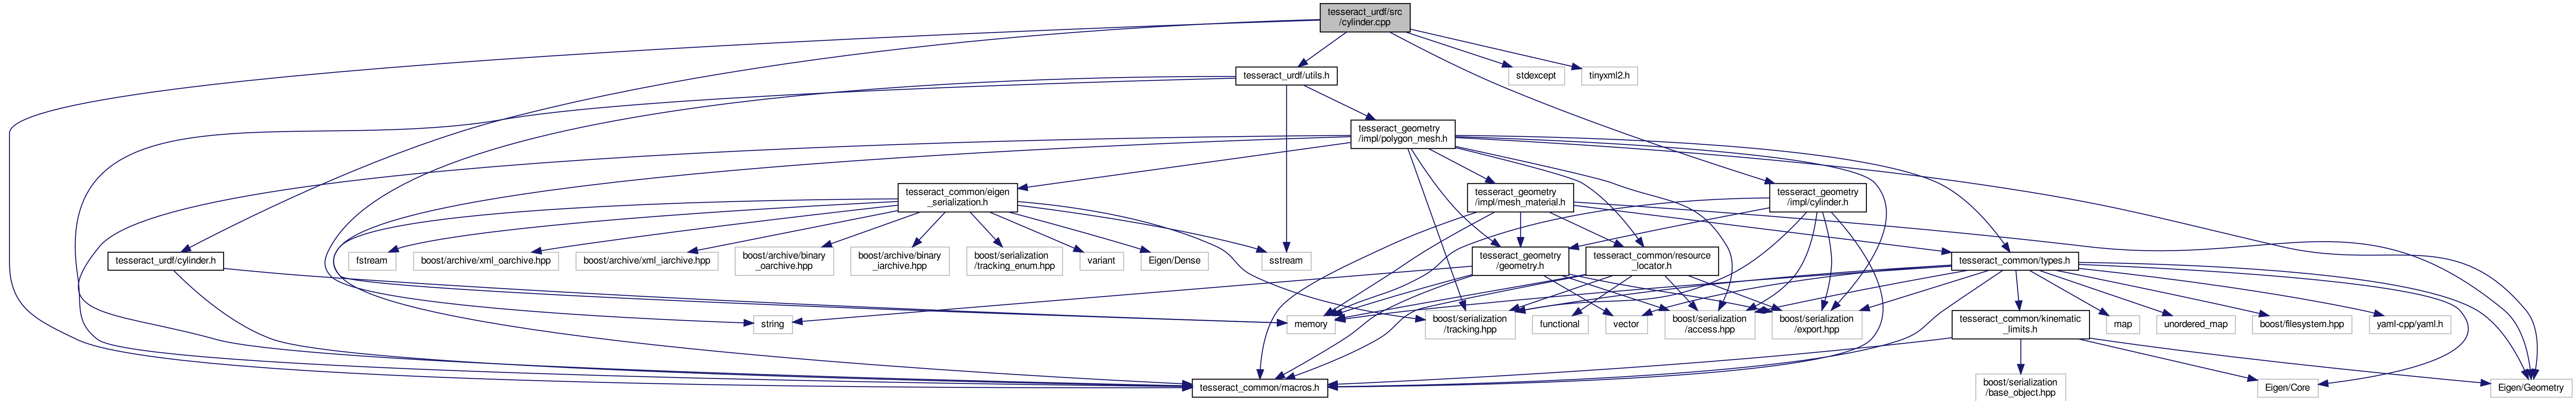 tesseract_urdf/src
/cylinder.cpp
tesseract_urdf/utils.h
stdexcept
tinyxml2.h
tesseract_geometry
/impl/polygon_mesh.h
tesseract_common/eigen
_serialization.h
tesseract_geometry
/impl/mesh_material.h
tesseract_geometry
/impl/cylinder.h
tesseract_urdf/cylinder.h
fstream
boost/archive/xml_oarchive.hpp
boost/archive/xml_iarchive.hpp
boost/archive/binary
_oarchive.hpp
boost/archive/binary
_iarchive.hpp
boost/serialization
/tracking_enum.hpp
variant
Eigen/Dense
sstream
tesseract_geometry
/geometry.h
tesseract_common/resource
_locator.h
tesseract_common/types.h
string
memory
boost/serialization
/tracking.hpp
functional
vector
boost/serialization
/access.hpp
boost/serialization
/export.hpp
tesseract_common/kinematic
_limits.h
map
unordered_map
boost/filesystem.hpp
yaml-cpp/yaml.h
tesseract_common/macros.h
boost/serialization
/base_object.hpp
Eigen/Core
Eigen/Geometry